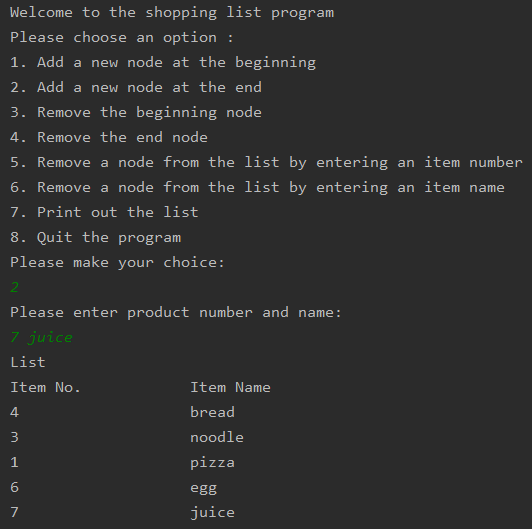 Welcome to the shopping list program
Please choose an option :
1. Add a new node at the beginning
2. Add a new node at the end
3. Remove the beginning node
4. Remove the end node
5. Remove a node from the list by entering an item number
6. Remove a node from the list by entering an item name
7. Print out the list
8. Quit the program
Please make your choice:
2
Please enter product number and name:
7 juice
List
Item No. Item Name
4 bread
3 noodle
1 pizza
6 egg
7 juice